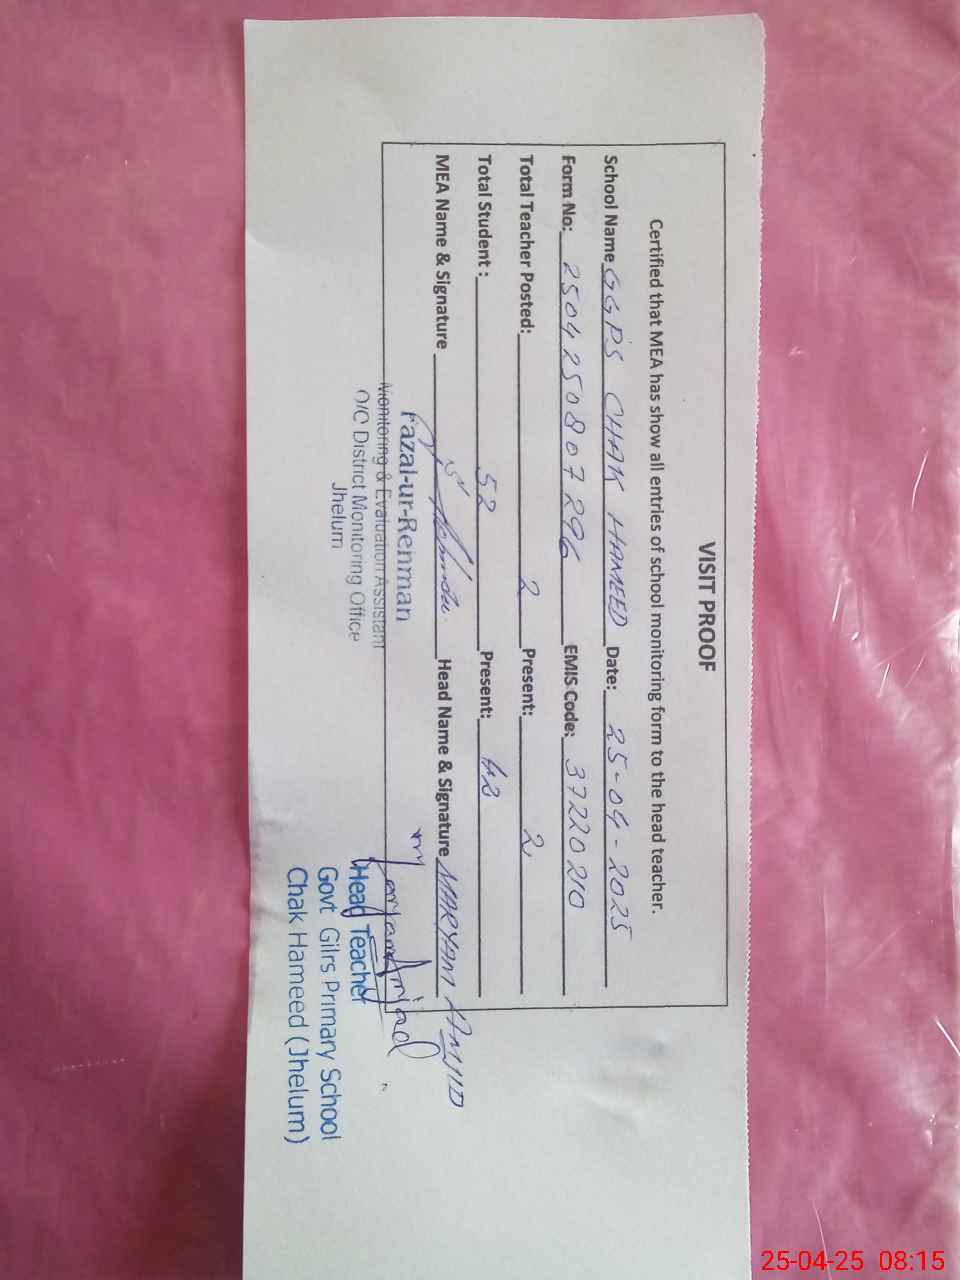 VISIT PROOF
Certified that MEA has show all entries of school monitoring form to the head teacher.
School Name GGPS CHAK HAMEED Date: 25-04-2025
Form No: 2504250807296 EMIS Code: 37220210
Total Teacher Posted: 2 Present: 2
Total Student : 52 Present: 42
MEA Name & Signature Head Name & Signature MARYAM AMJID
Fazal-ur-Rehman
Monitoring & Evaluation Assistant
O/C District Monitoring Office
Jhelum
Maryam Amjad
Head Teacher
Govt Gilrs Primary School
Chak Hameed (Jhelum)
25-04-25 08:15